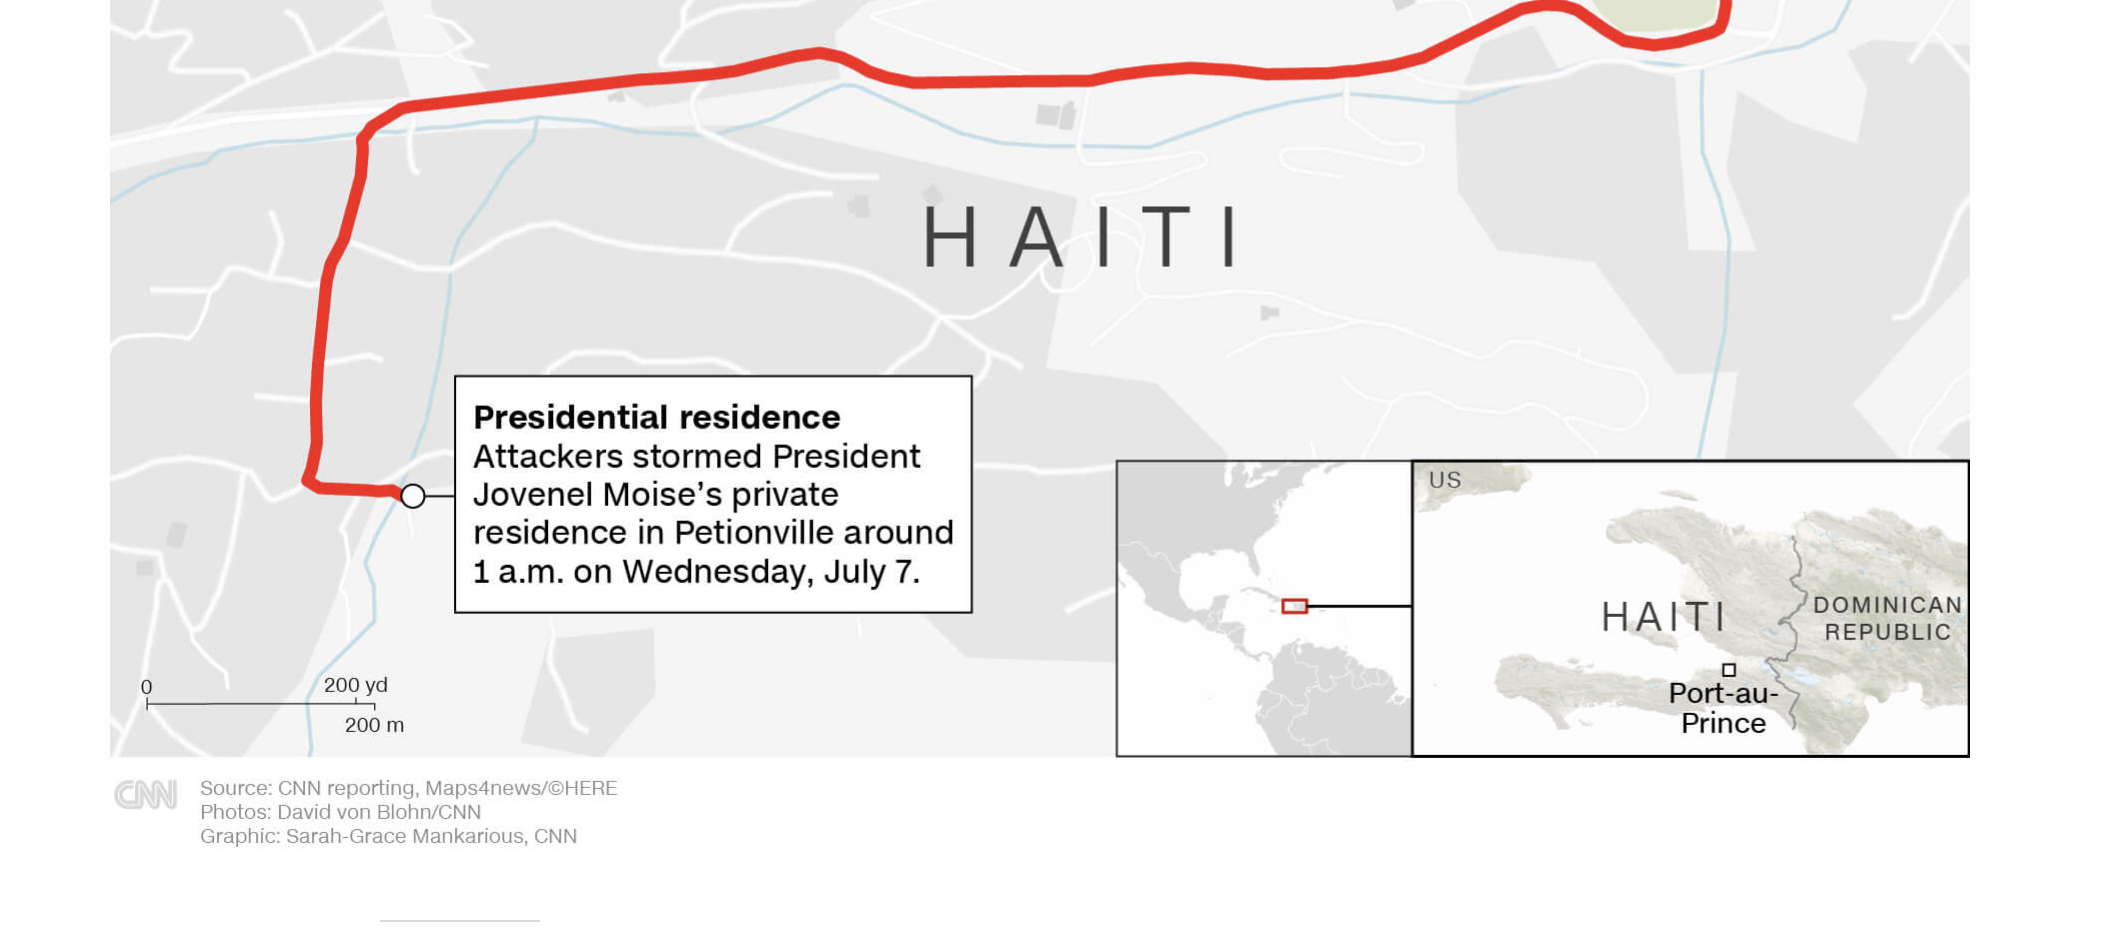 HAITI
Presidential residence
Attackers stormed President
Jovenel Moise’s private
residence in Petionville around
1 a.m. on Wednesday, July 7.
US
HAITI
DOMINICAN
REPUBLIC
Port-au-
Prince
0
200 yd
200 m
CNN
Source: CNN reporting, Maps4news/©HERE
Photos: David von Blohn/CNN
Graphic: Sarah-Grace Mankarious, CNN